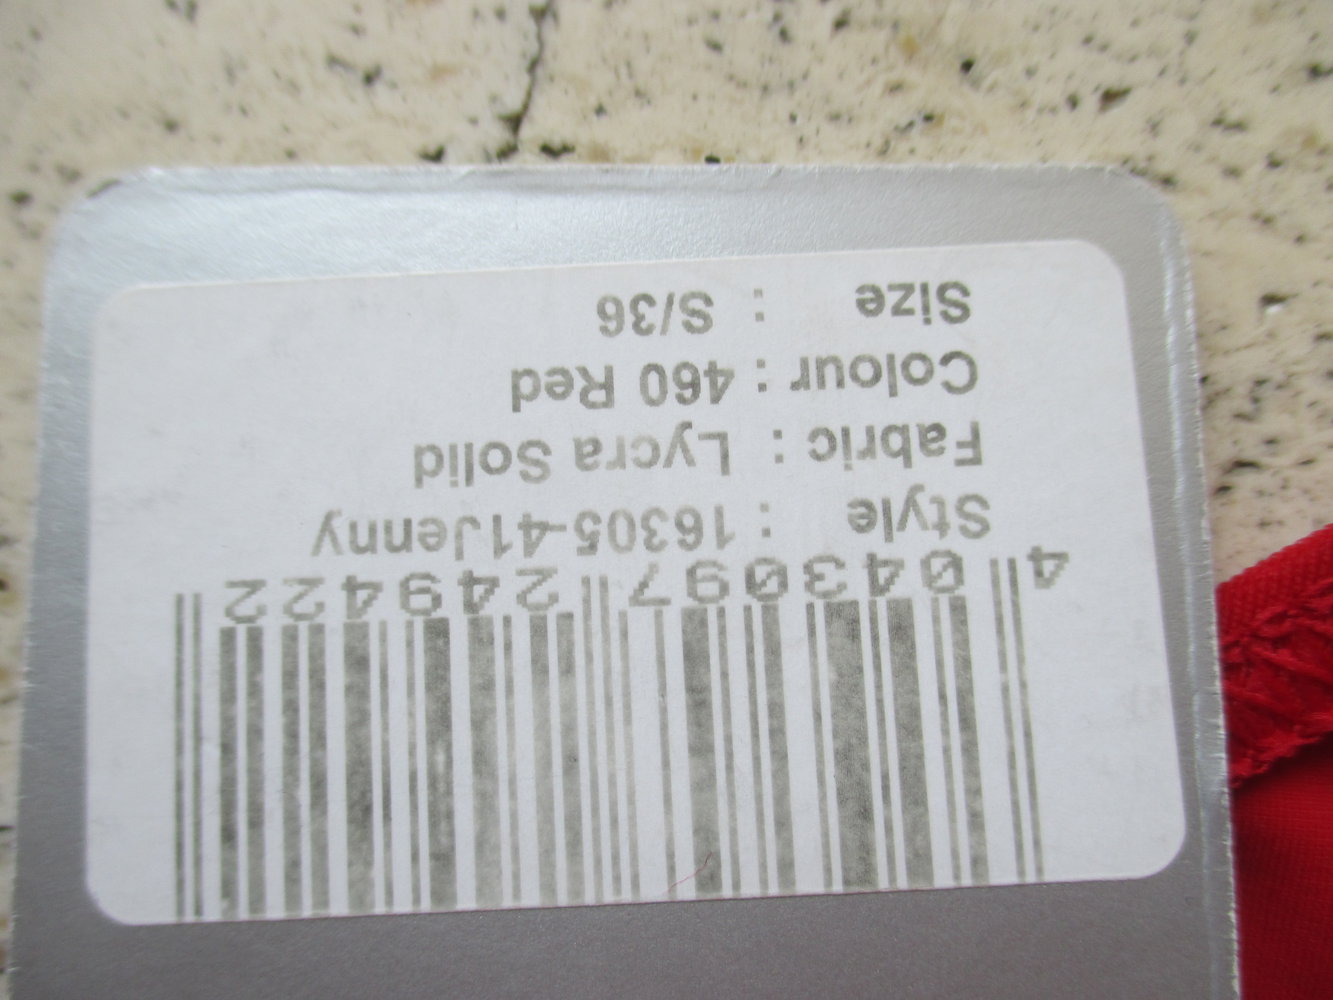 4 043097 249422
Style : 16305-41Jenny
Fabric : Lycra Solid
Colour : 460 Red
Size : S/36